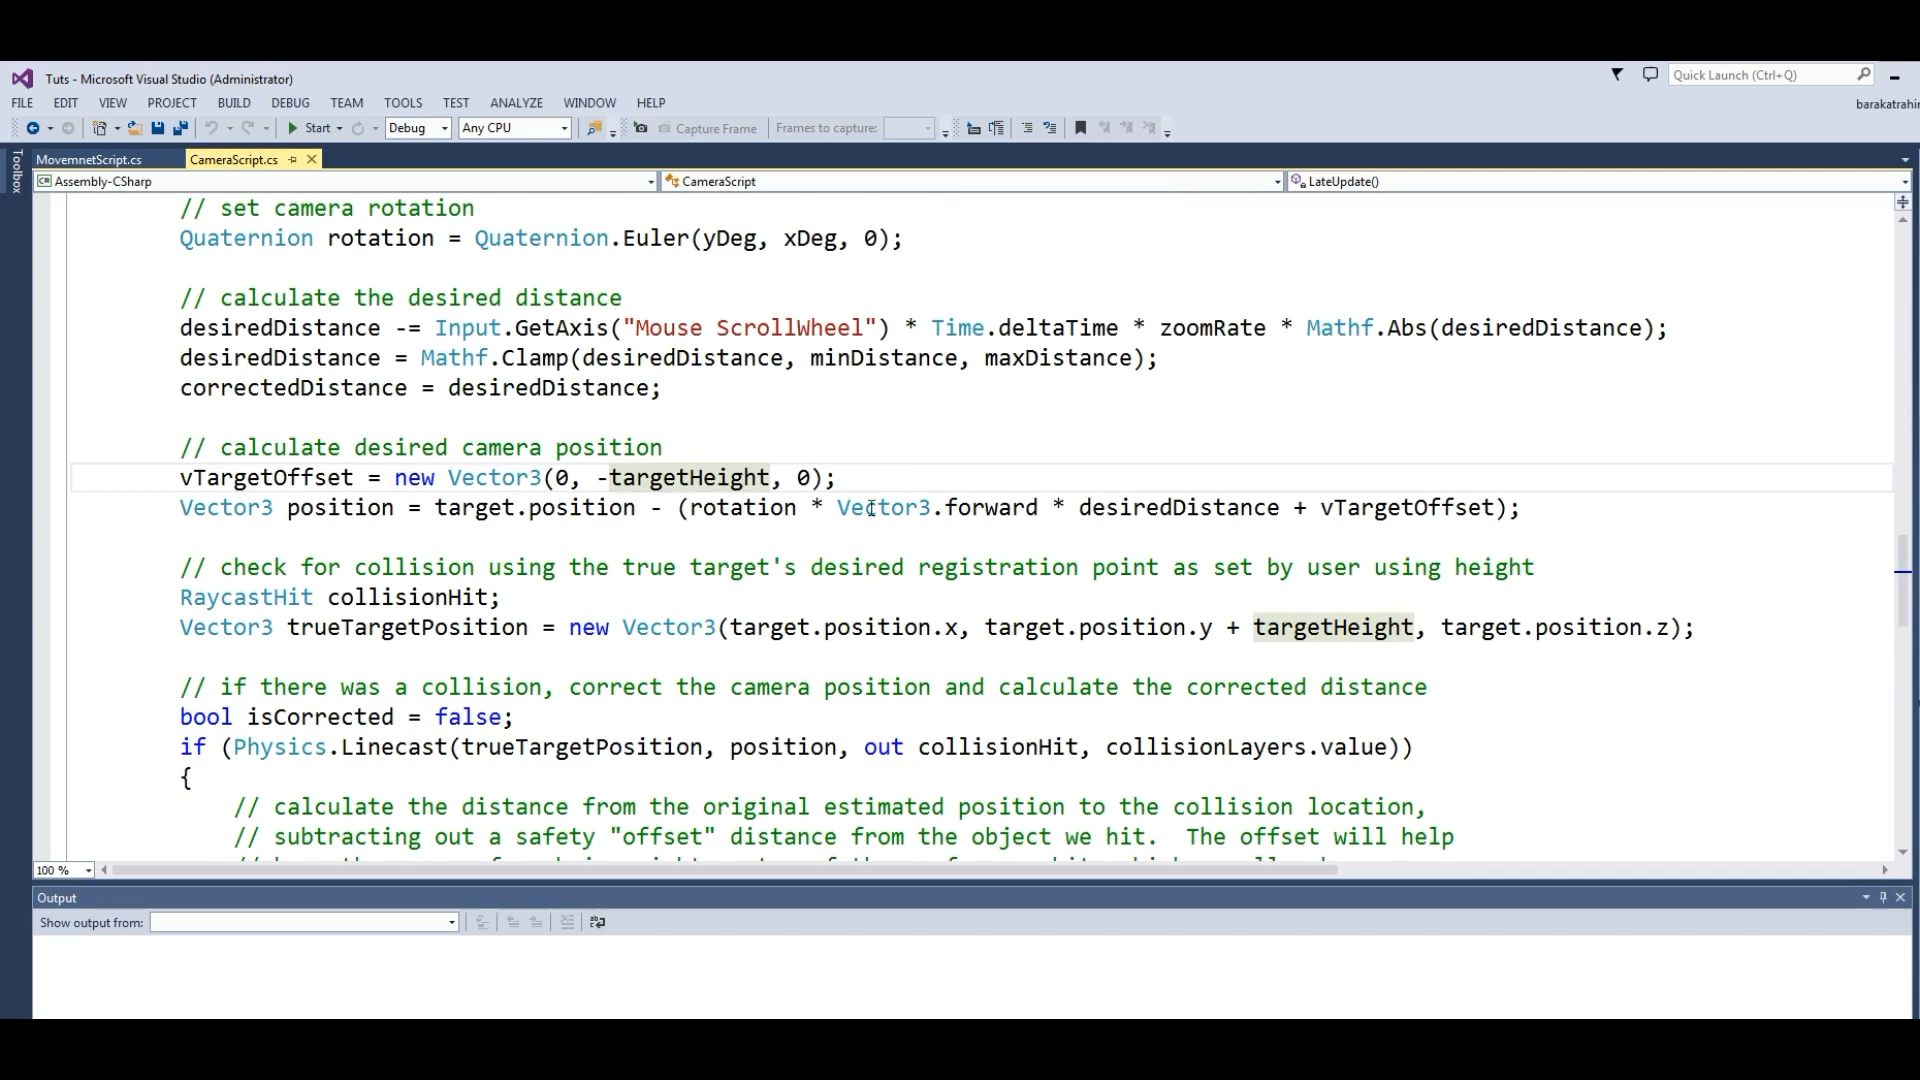 Tuts - Microsoft Visual Studio (Administrator)
Quick Launch (Ctrl+Q)
FILE EDIT VIEW PROJECT BUILD DEBUG TEAM TOOLS TEST ANALYZE WINDOW HELP
barakatrahin
Start Debug Any CPU Capture Frame Frames to capture:
Toolbox
MovemnetScript.cs CameraScript.cs
Assembly-CSharp CameraScript LateUpdate()
// set camera rotation
Quaternion rotation = Quaternion.Euler(yDeg, xDeg, 0);
// calculate the desired distance
desiredDistance -= Input.GetAxis("Mouse ScrollWheel") * Time.deltaTime * zoomRate * Mathf.Abs(desiredDistance);
desiredDistance = Mathf.Clamp(desiredDistance, minDistance, maxDistance);
correctedDistance = desiredDistance;
// calculate desired camera position
vTargetOffset = new Vector3(0, -targetHeight, 0);
Vector3 position = target.position - (rotation * Vector3.forward * desiredDistance + vTargetOffset);
// check for collision using the true target's desired registration point as set by user using height
RaycastHit collisionHit;
Vector3 trueTargetPosition = new Vector3(target.position.x, target.position.y + targetHeight, target.position.z);
// if there was a collision, correct the camera position and calculate the corrected distance
bool isCorrected = false;
if (Physics.Linecast(trueTargetPosition, position, out collisionHit, collisionLayers.value))
{
// calculate the distance from the original estimated position to the collision location,
// subtracting out a safety "offset" distance from the object we hit.  The offset will help
100 %
Output
Show output from: